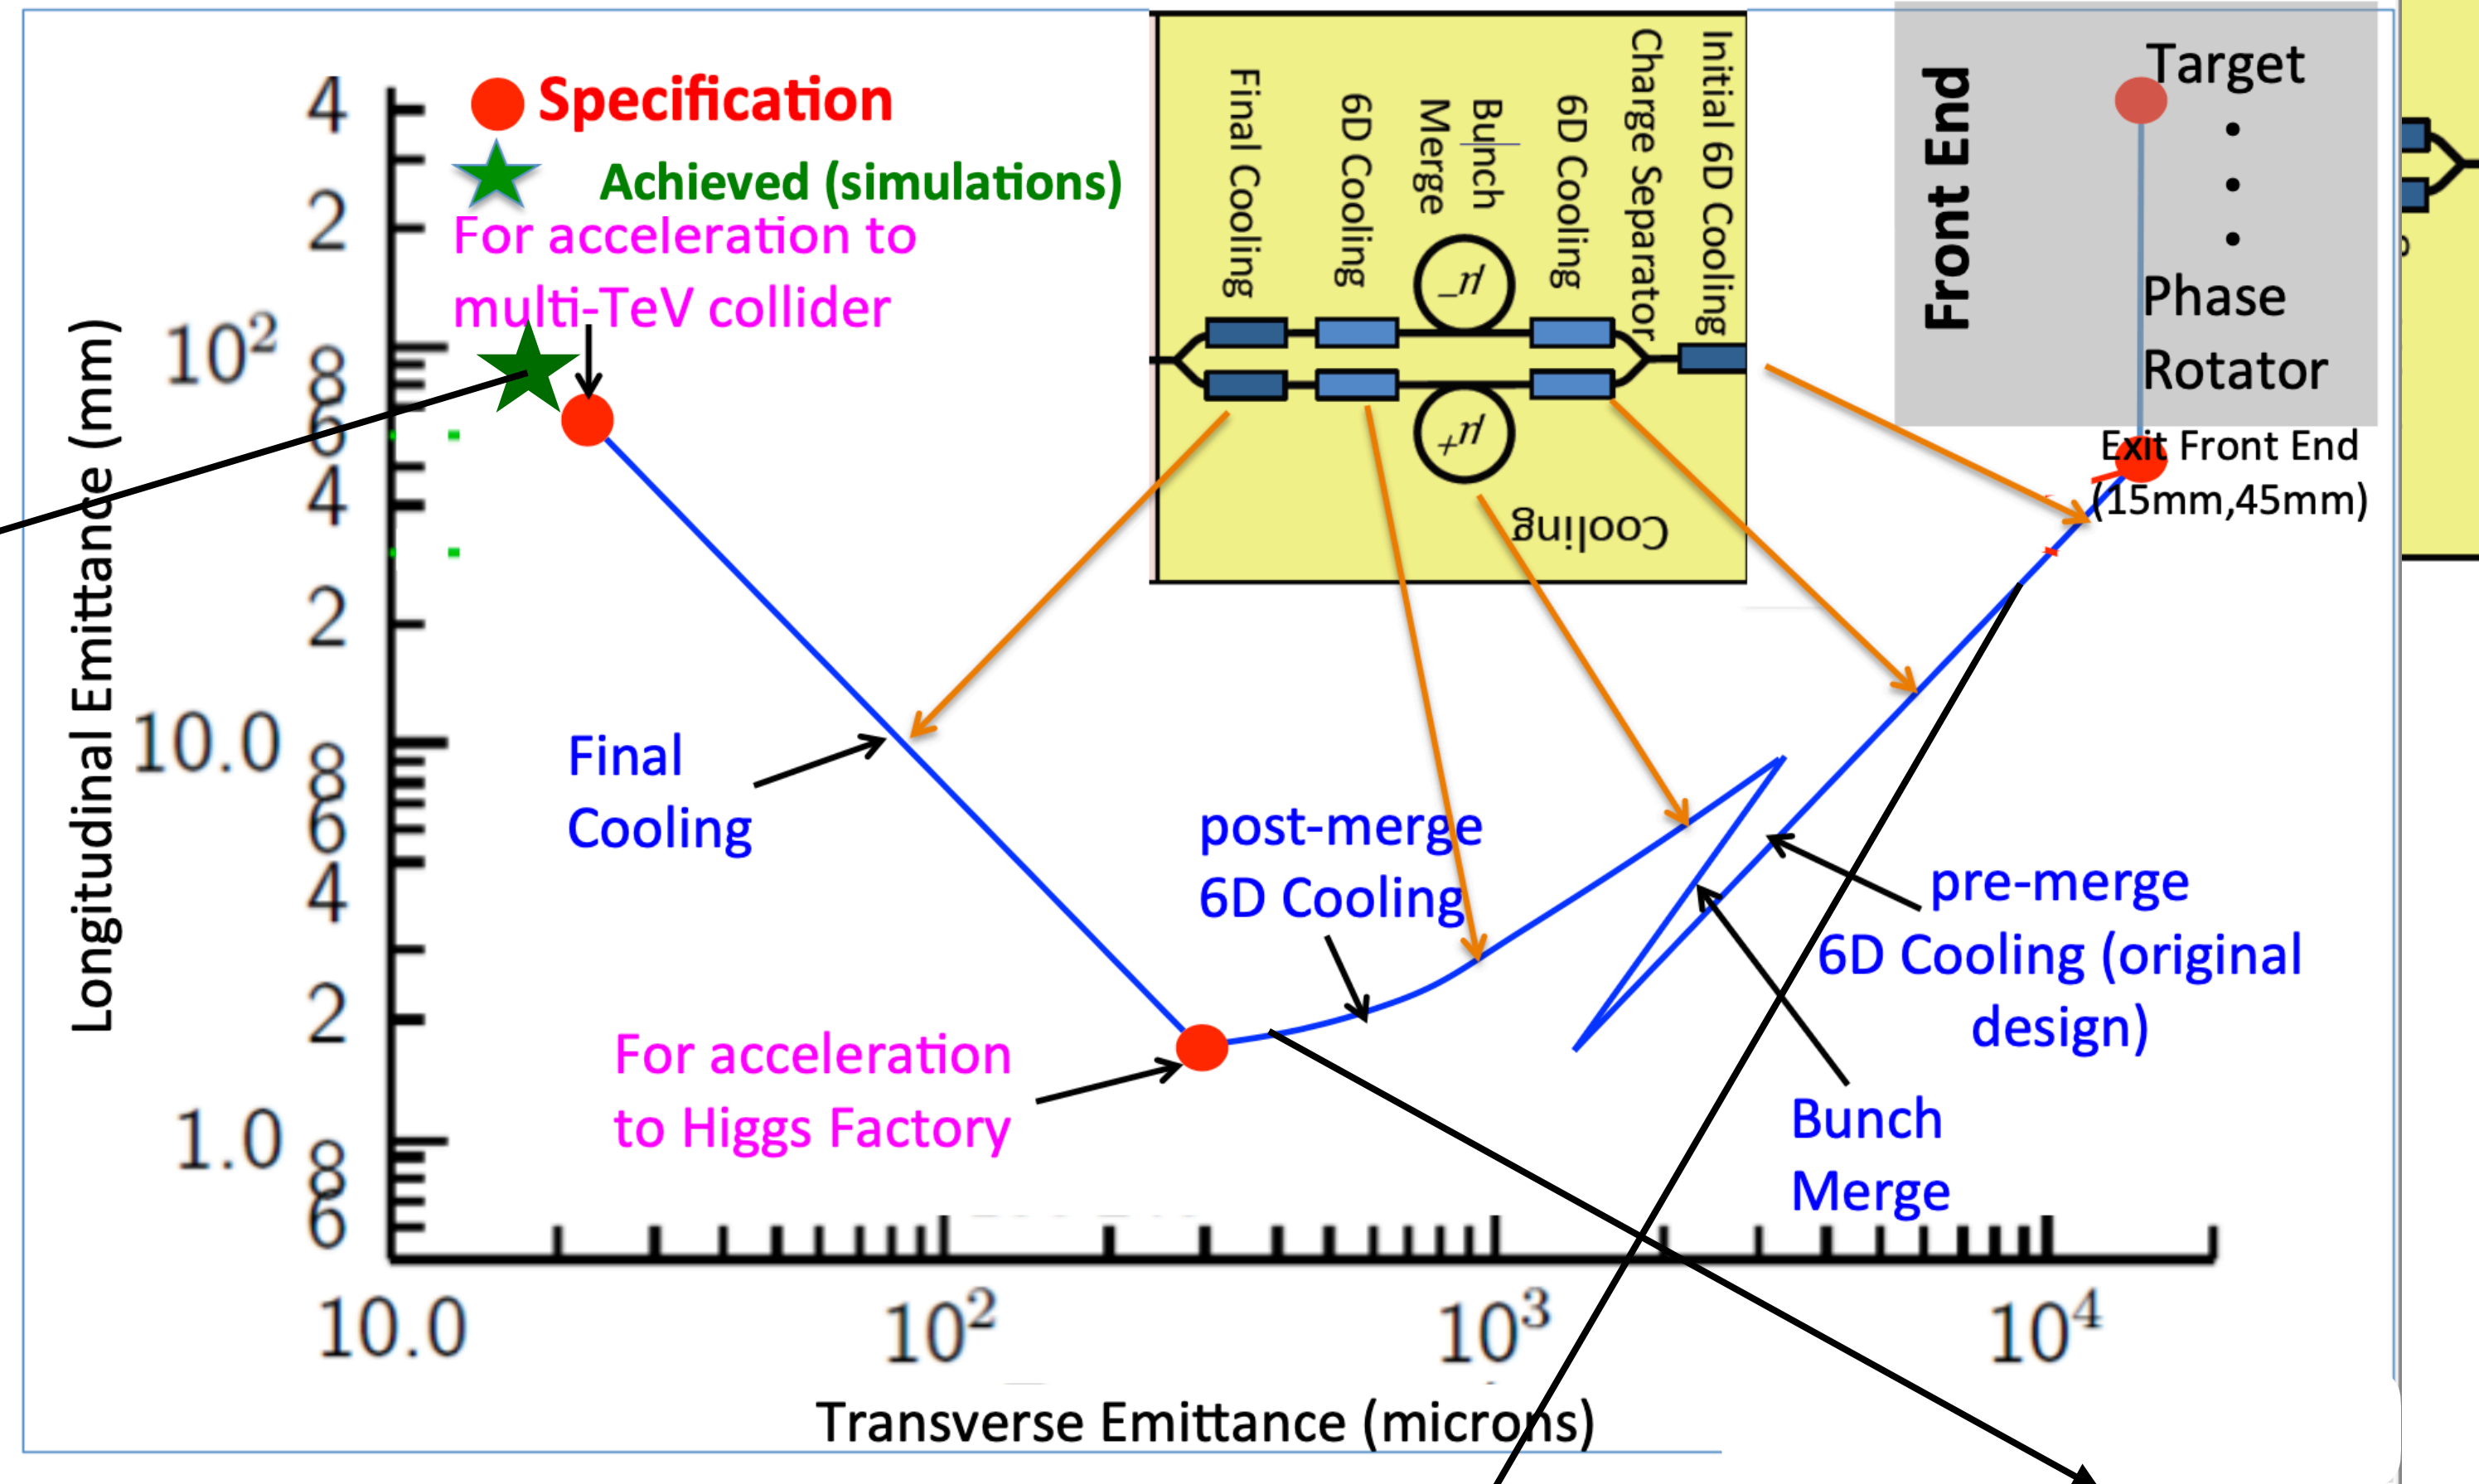 Specification
Achieved (simulations)
For acceleration to
multi-TeV collider
Final Cooling
6D Cooling
Bunch
Merge
6D Cooling
Charge Separator
Initial 6D Cooling
μ−
μ+
Cooling
Front End
Target
Phase
Rotator
Exit Front End
(15mm,45mm)
Longitudinal Emittance (mm)
4
2
10²
8
6
4
2
10.0
8
6
4
2
1.0
8
6
Final
Cooling
post-merge
6D Cooling
pre-merge
6D Cooling (original
design)
Bunch
Merge
For acceleration
to Higgs Factory
10.0
10²
10³
10⁴
Transverse Emittance (microns)